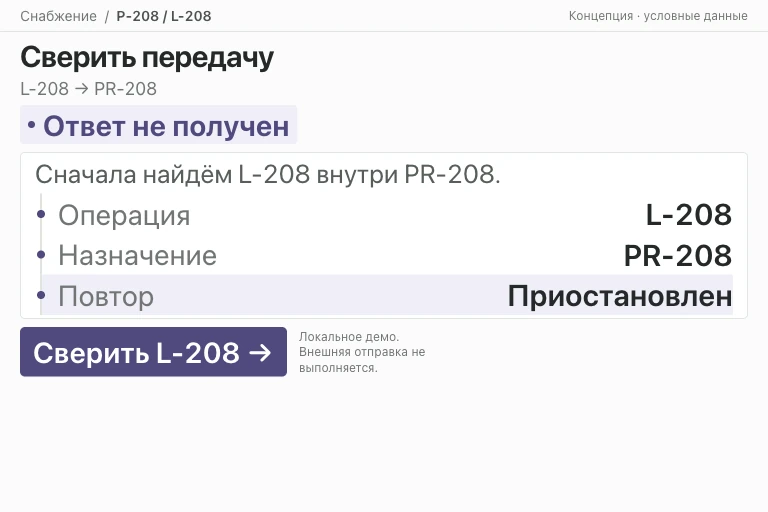 Снабжение / P-208 / L-208
Концепция · условные данные
Сверить передачу
L-208 → PR-208
• Ответ не получен
Сначала найдём L-208 внутри PR-208.
Операция L-208
Назначение PR-208
Повтор Приостановлен
Сверить L-208 →
Локальное демо.
Внешняя отправка не
выполняется.